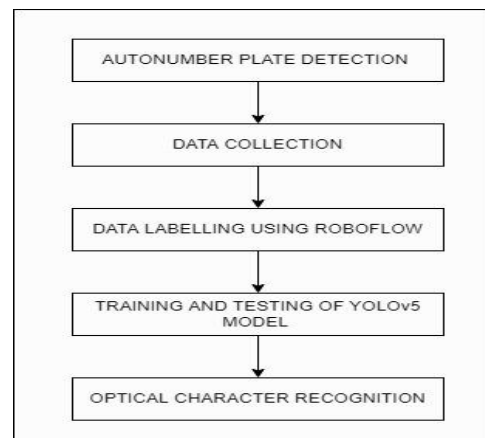 AUTONUMBER PLATE DETECTION
DATA COLLECTION
DATA LABELLING USING ROBOFLOW
TRAINING AND TESTING OF YOLOv5
MODEL
OPTICAL CHARACTER RECOGNITION